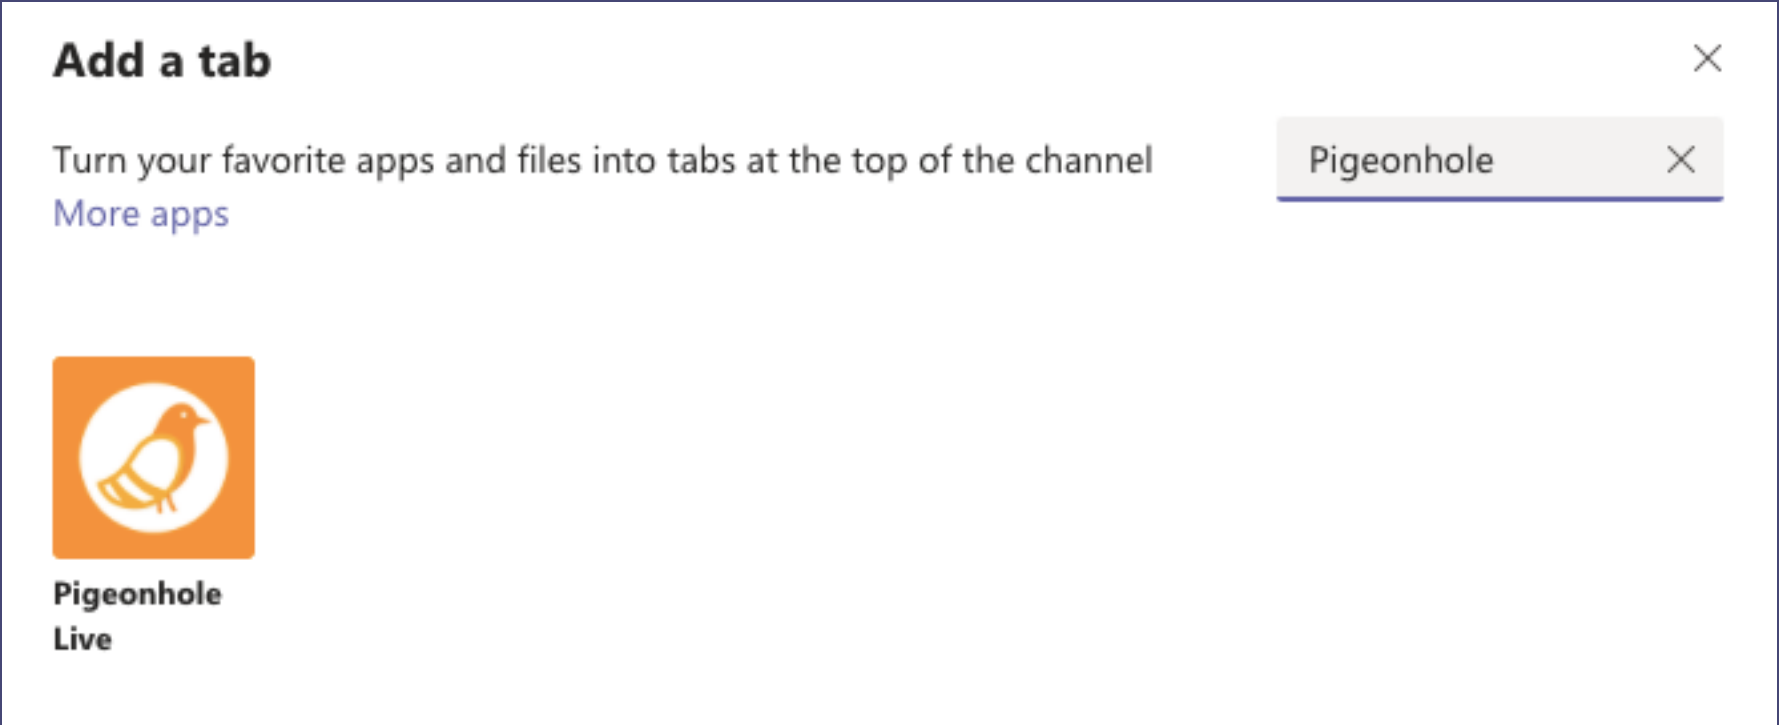 Add a tab
Turn your favorite apps and files into tabs at the top of the channel
More apps
Pigeonhole
Pigeonhole
Live